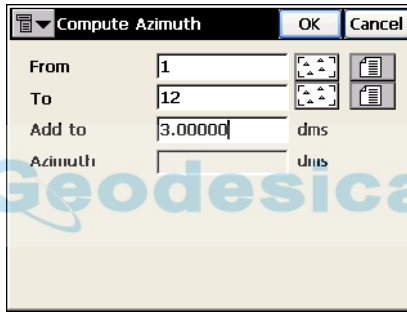 Compute Azimuth OK Cancel
From 1
To 12
Add to 3.00000 dms
Azimuth dms
Geodesica